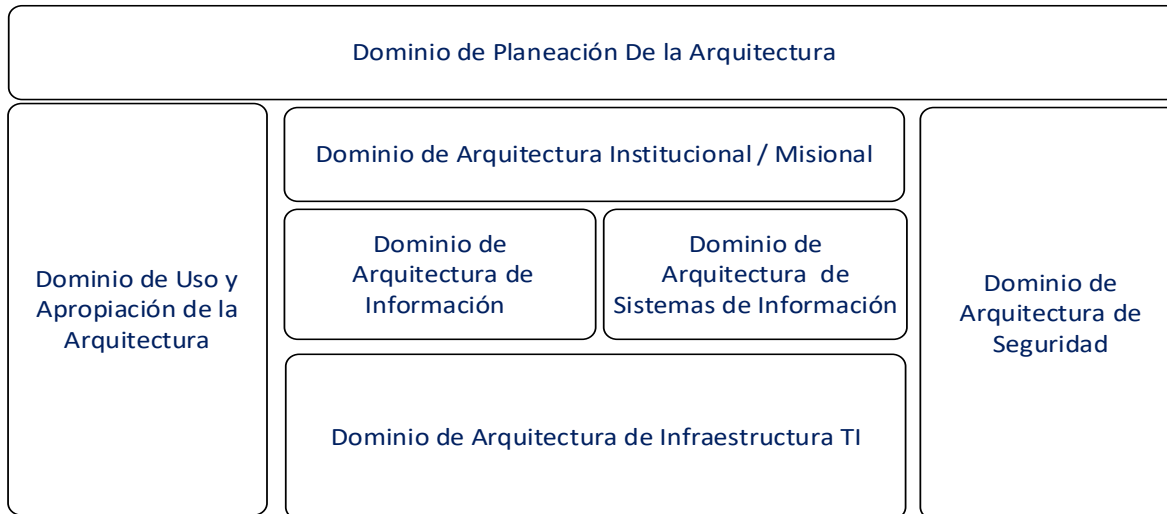 Dominio de Planeación De la Arquitectura
Dominio de Arquitectura Institucional / Misional
Dominio de Uso y
Apropiación de la
Arquitectura
Dominio de
Arquitectura de
Información
Dominio de
Arquitectura de
Sistemas de Información
Dominio de
Arquitectura de
Seguridad
Dominio de Arquitectura de Infraestructura TI